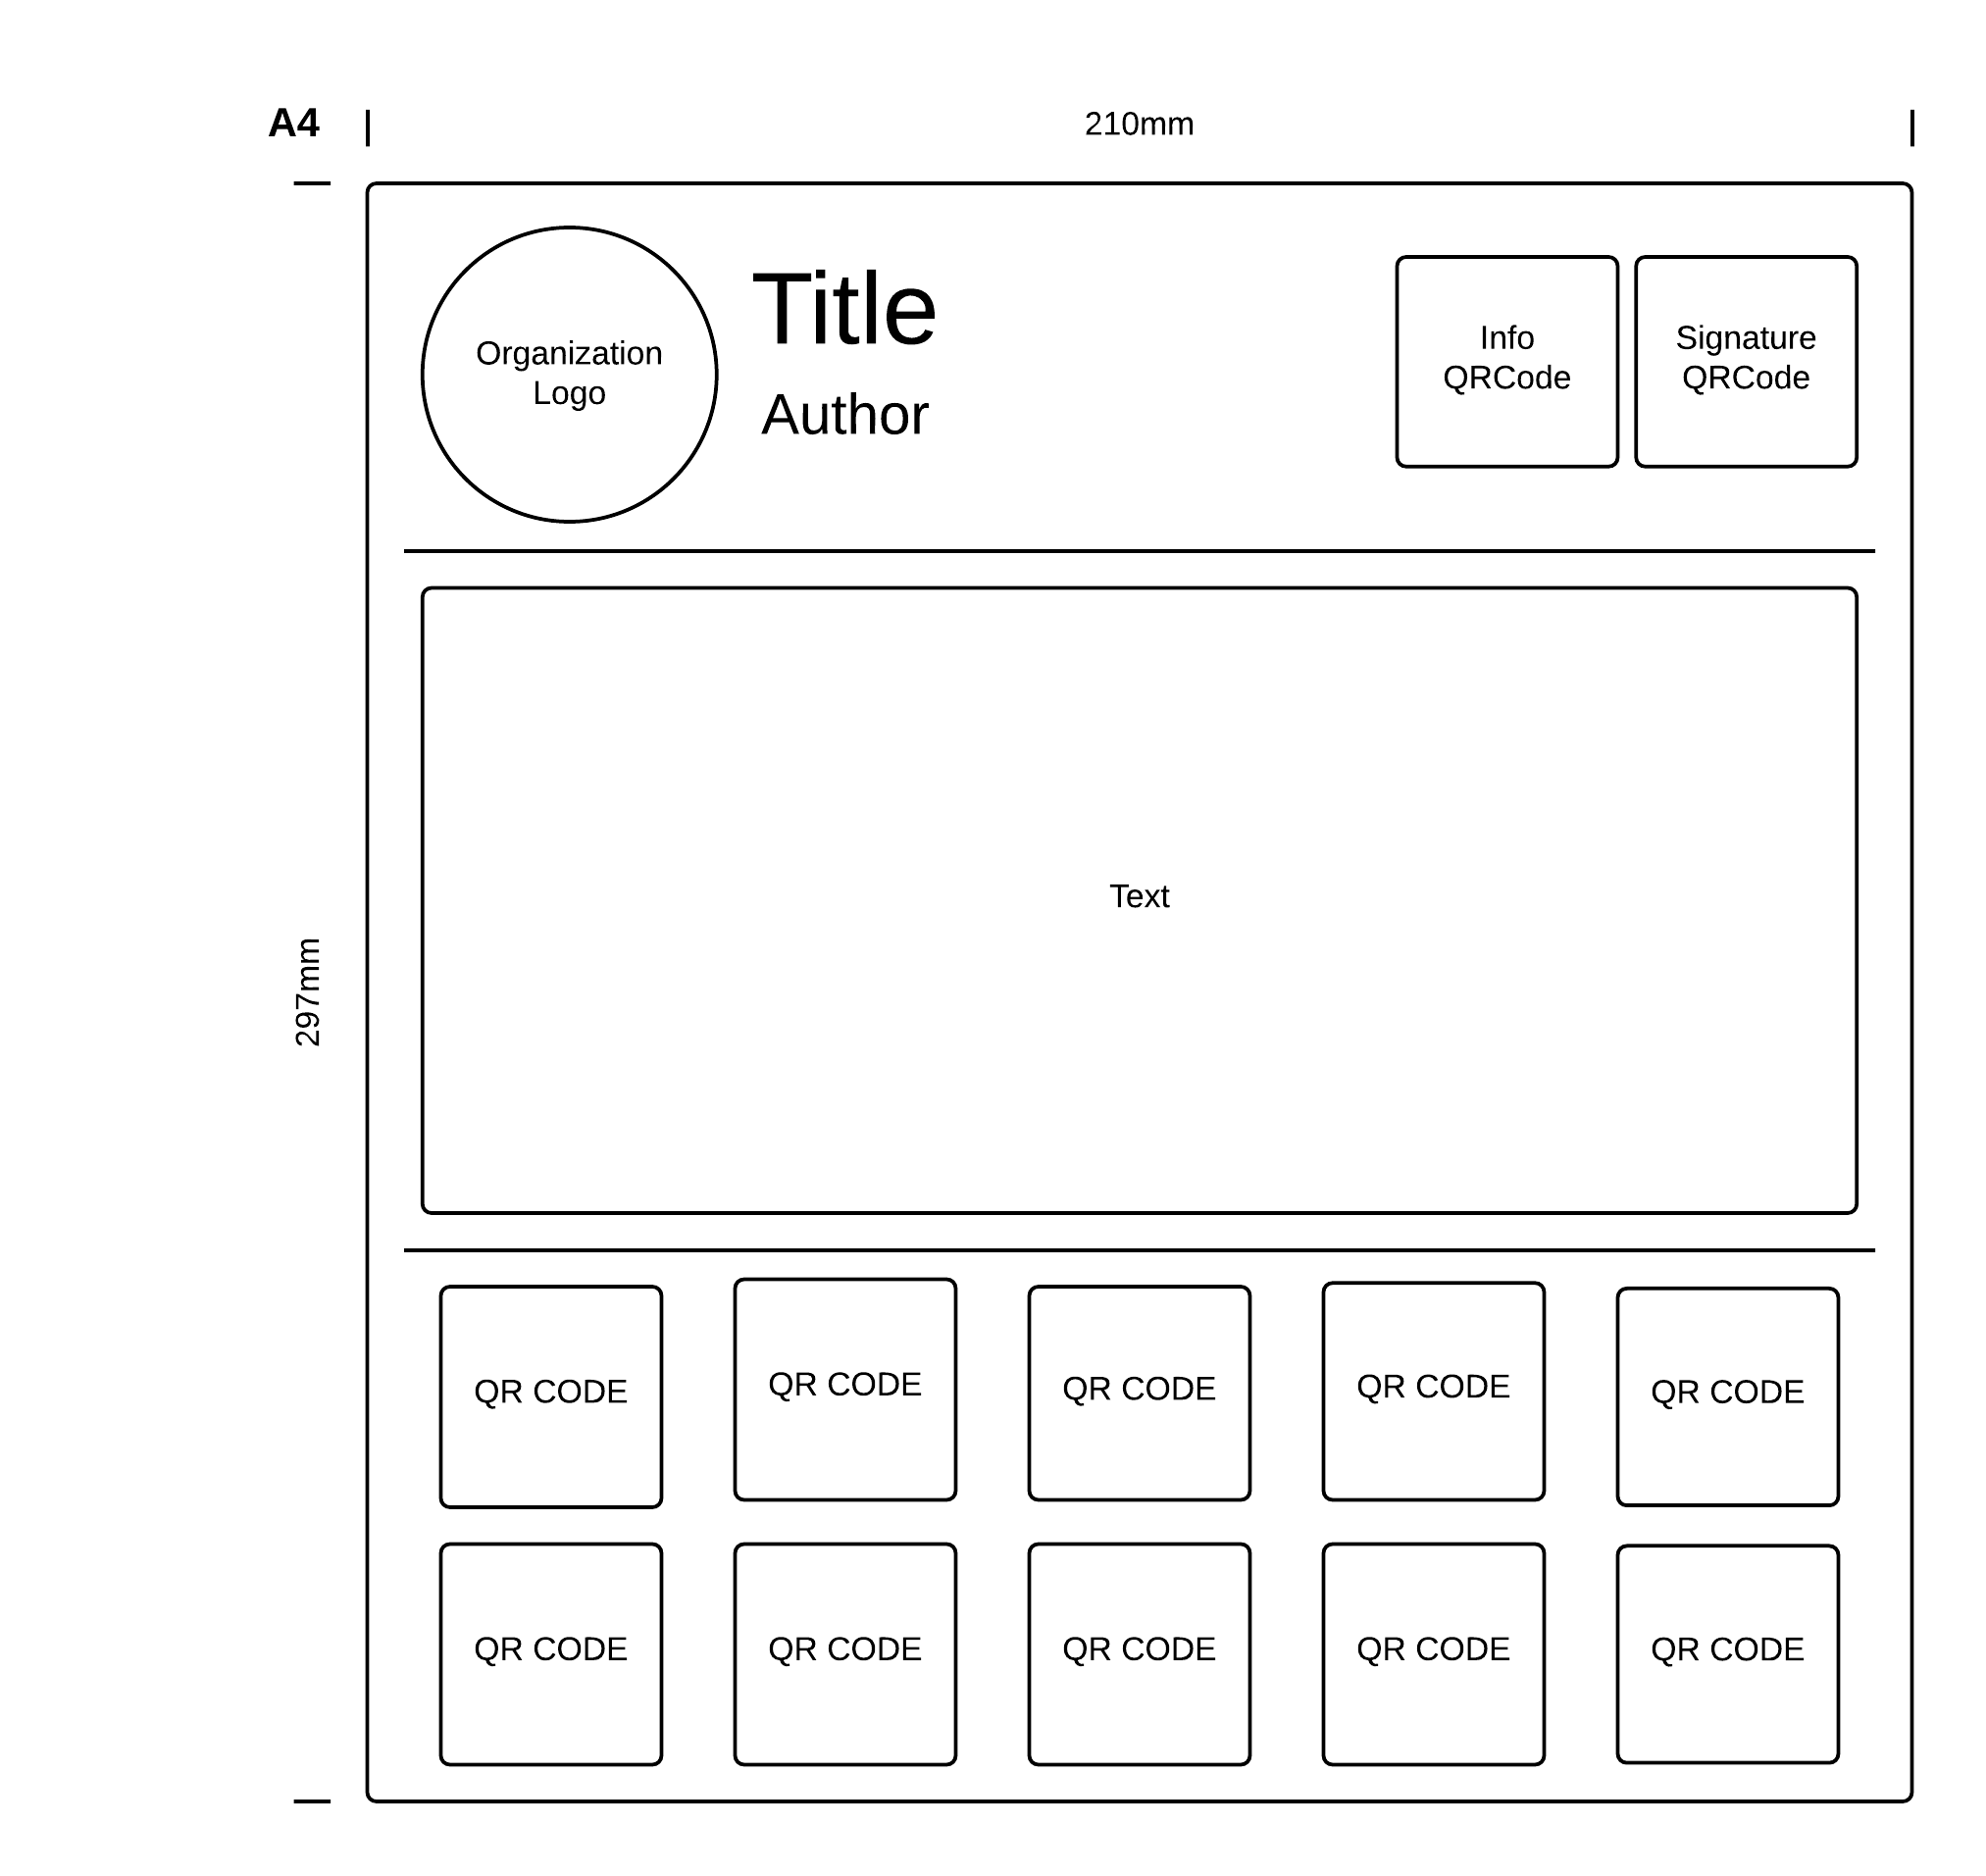 A4
210mm
Organization
Logo
Title
Author
Info
QRCode
Signature
QRCode
297mm
Text
QR CODE
QR CODE
QR CODE
QR CODE
QR CODE
QR CODE
QR CODE
QR CODE
QR CODE
QR CODE